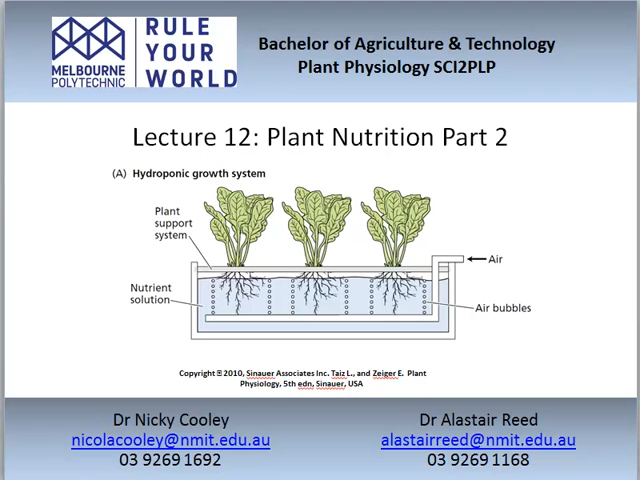 MELBOURNE
POLYTECHNIC
RULE
YOUR
WORLD
Bachelor of Agriculture & Technology
Plant Physiology SCI2PLP
Lecture 12: Plant Nutrition Part 2
(A) Hydroponic growth system
Plant
support
system
Air
Nutrient
solution
Air bubbles
Copyright 2010, Sinauer Associates Inc. Taiz L., and Zeiger E. Plant
Physiology, 5th edn, Sinauer, USA
Dr Nicky Cooley
nicolacooley@nmit.edu.au
03 9269 1692
Dr Alastair Reed
alastairreed@nmit.edu.au
03 9269 1168